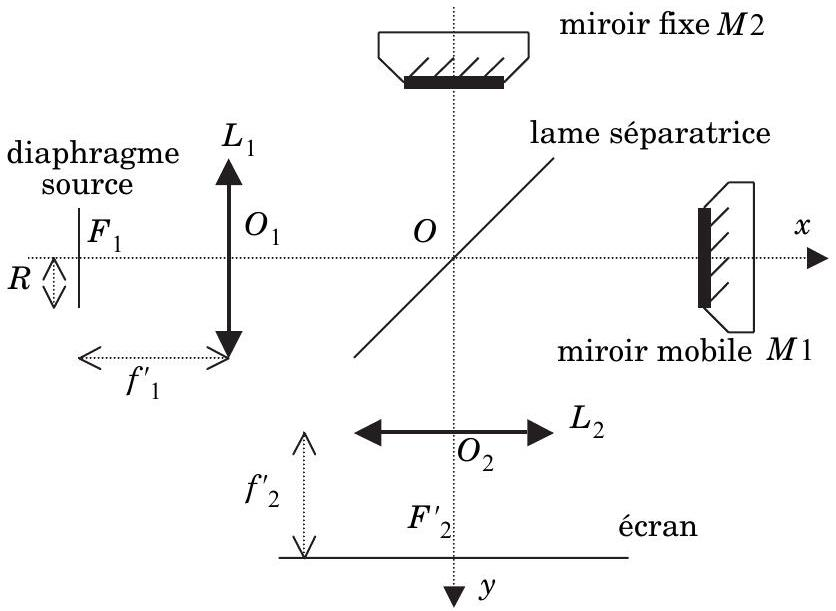 miroir fixe M2
lame séparatrice
diaphragme
source
L1
F1
O1
O
x
R
miroir mobile M1
f'1
L2
O2
f'2
F'2
écran
y